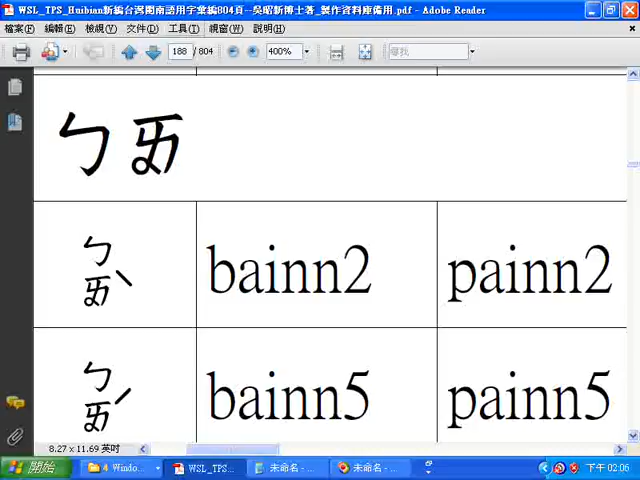 WSL_TPS_Huibian新編台灣閩南語用字彙編804頁--吳昭新博士著_製作資料庫備用.pdf - Adobe Reader
檔案(F) 編輯(E) 檢視(V) 文件(D) 工具(T) 視窗(W) 說明(H)
188 / 804 400% 尋找
ㄅㆮ
ㄅㆮˋ bainn2 painn2
ㄅㆮˊ bainn5 painn5
8.27 x 11.69 英吋
開始 4 Windo... WSL_TPS... 未命名 -... 未命名 -... 下午 02:06